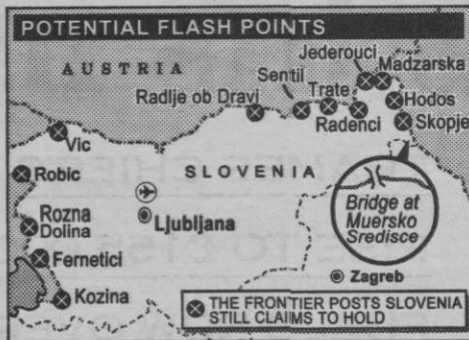 POTENTIAL FLASH POINTS
AUSTRIA
Jederouci
Madzarska
Sentil
Trate
Radlje ob Dravi
Hodos
Radenci
Skopje
Vic
SLOVENIA
Robic
Bridge at
Muersko
Sredisce
Rozna
Dolina
Ljubljana
Fernetici
Zagreb
Kozina
THE FRONTIER POSTS SLOVENIA
STILL CLAIMS TO HOLD